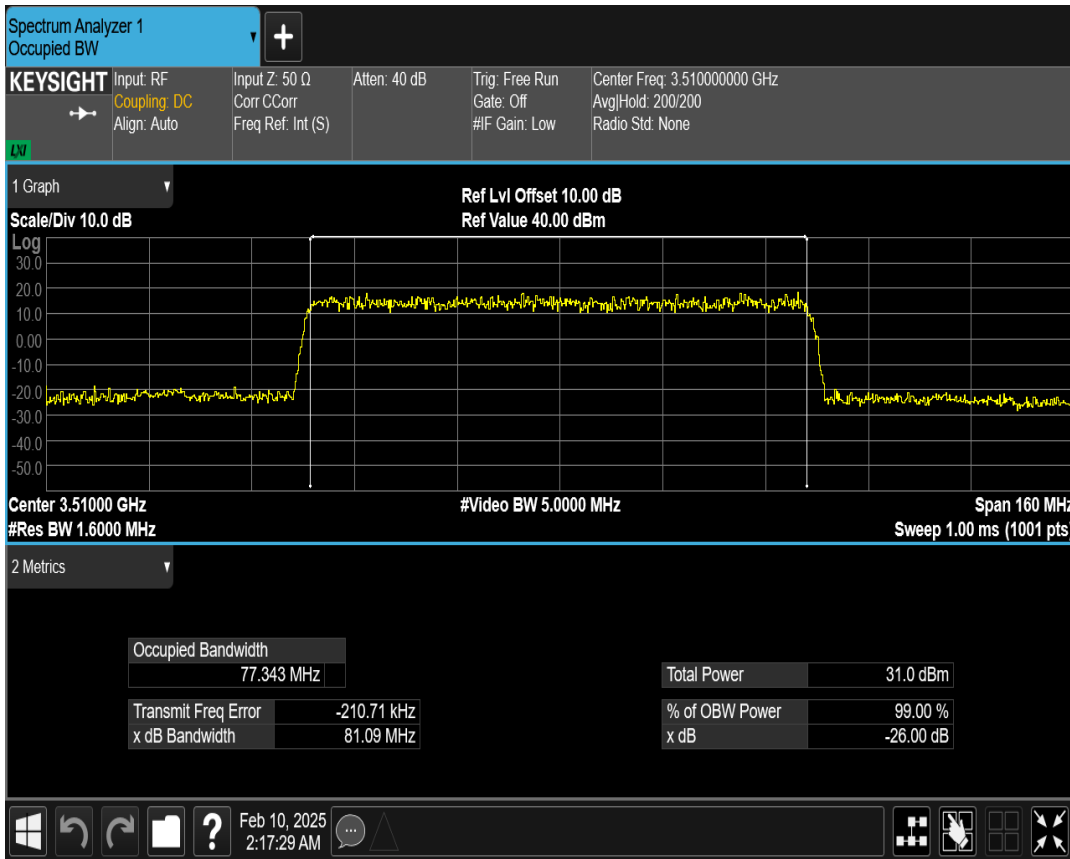 Spectrum Analyzer 1
Occupied BW
+
KEYSIGHT
LXI
Input: RF
Coupling: DC
Align: Auto
Input Z: 50 Ω
Corr CCorr
Freq Ref: Int (S)
Atten: 40 dB
Trig: Free Run
Gate: Off
#IF Gain: Low
Center Freq: 3.510000000 GHz
Avg|Hold: 200/200
Radio Std: None
1 Graph
Scale/Div 10.0 dB
Ref Lvl Offset 10.00 dB
Ref Value 40.00 dBm
Log
30.0
20.0
10.0
0.00
-10.0
-20.0
-30.0
-40.0
-50.0
Center 3.51000 GHz
#Video BW 5.0000 MHz
Span 160 MHz
#Res BW 1.6000 MHz
Sweep 1.00 ms (1001 pts)
2 Metrics
Occupied Bandwidth
77.343 MHz
Transmit Freq Error -210.71 kHz
x dB Bandwidth 81.09 MHz
Total Power 31.0 dBm
% of OBW Power 99.00 %
x dB -26.00 dB
?
Feb 10, 2025
2:17:29 AM